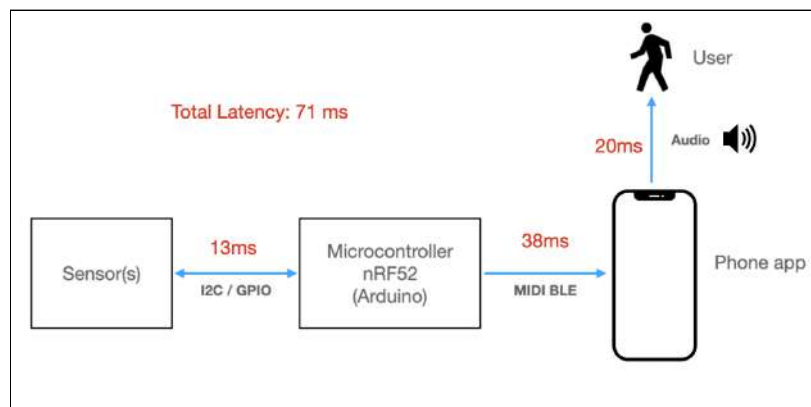 User
Total Latency: 71 ms
20ms
Audio
13ms
38ms
Sensor(s)
Microcontroller
nRF52
(Arduino)
Phone app
I2C / GPIO
MIDI BLE